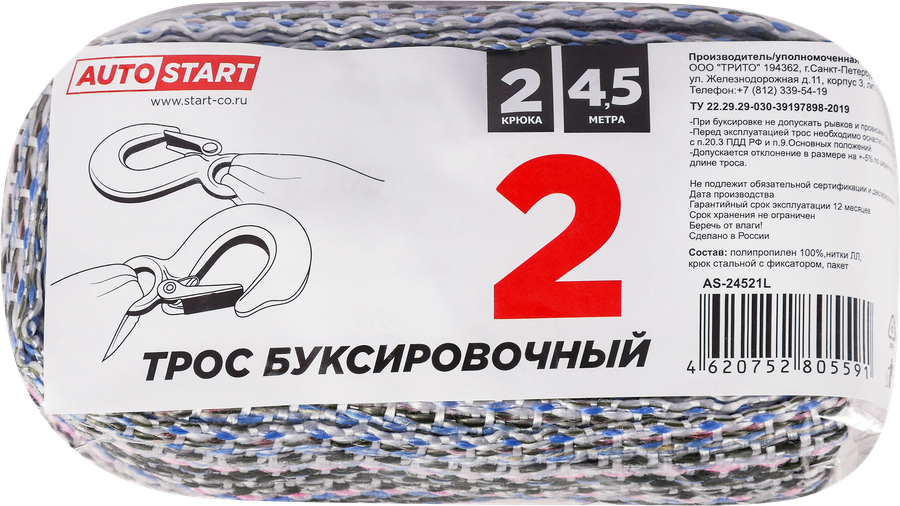 AUTO START
www.start-co.ru
2
КРЮКА
4,5
МЕТРА
2
ТРОС БУКСИРОВОЧНЫЙ
Производитель/уполномоченная
ООО "ТРИТО" 194362, г.Санкт-Петербург
ул. Железнодорожная д.11, корпус 3,
Телефон:+7 (812) 339-54-19
ТУ 22.29.29-030-39197898-2019
-При буксировке не допускать рывков и
-Перед эксплуатацией трос необходимо
с п.20.3 ПДД РФ и п.9.Основных положений
-Допускается отклонение в размере на +-5% по
длине троса.
Не подлежит обязательной сертификации и
Дата производства
Гарантийный срок эксплуатации 12 месяцев
Срок хранения не ограничен
Беречь от влаги!
Сделано в России
Состав: полипропилен 100%,нитки ЛЛ,
крюк стальной с фиксатором, пакет
AS-24521L
4 620752 805591